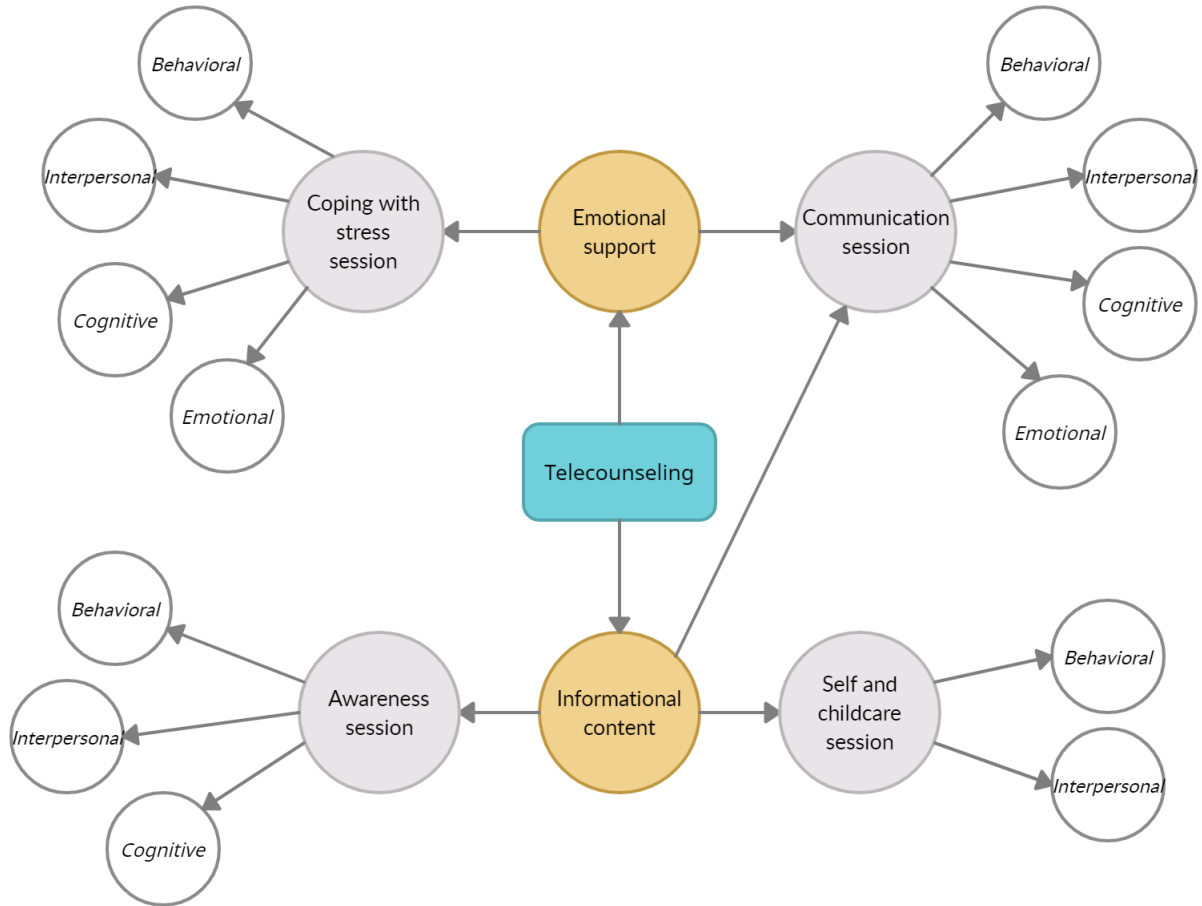 Behavioral
Interpersonal
Cognitive
Emotional
Coping with
stress
session
Emotional
support
Communication
session
Behavioral
Interpersonal
Cognitive
Emotional
Telecounseling
Behavioral
Interpersonal
Cognitive
Awareness
session
Informational
content
Self and
childcare
session
Behavioral
Interpersonal